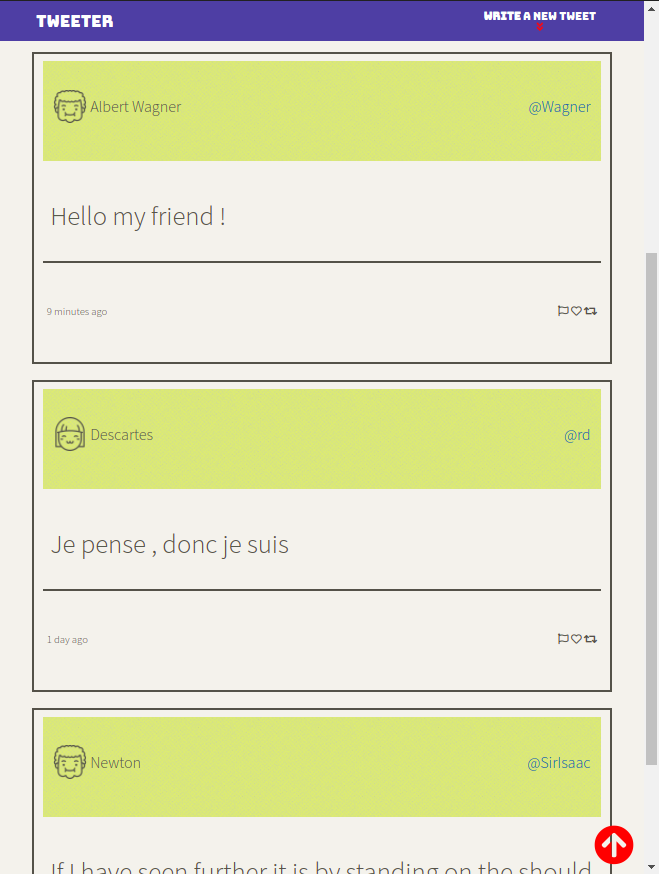 TWEETER
WRITE A NEW TWEET
Albert Wagner @Wagner
Hello my friend !
9 minutes ago
Descartes @rd
Je pense , donc je suis
1 day ago
Newton @SirIsaac
If I have seen further it is by standing on the should